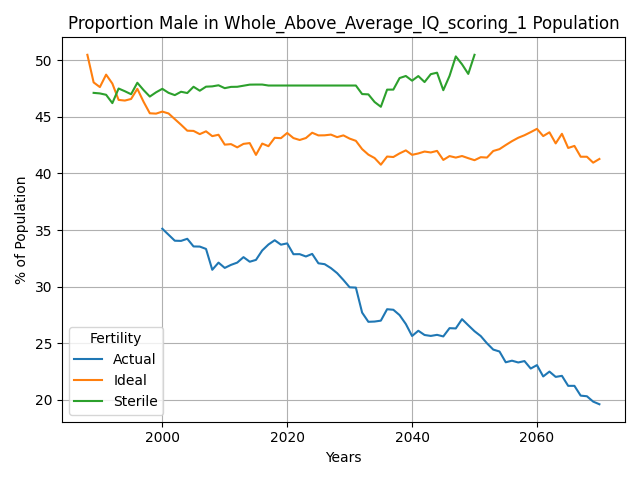 Proportion Male in Whole_Above_Average_IQ_scoring_1 Population
% of Population
50
45
40
35
30
25
20
Fertility
Actual
Ideal
Sterile
2000
2020
2040
2060
Years